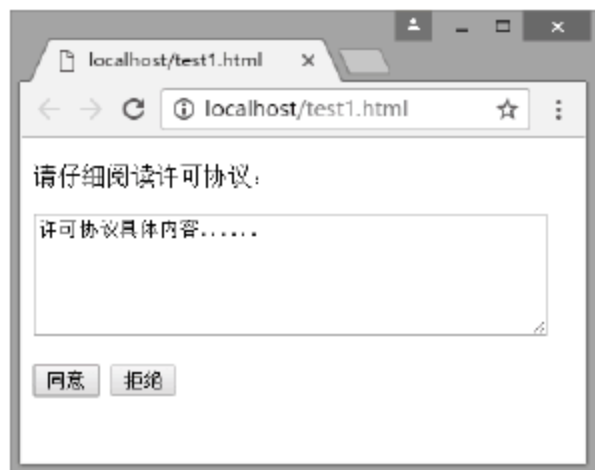 localhost/test1.html
localhost/test1.html
请仔细阅读许可协议：
许可协议具体内容......
同意 拒绝